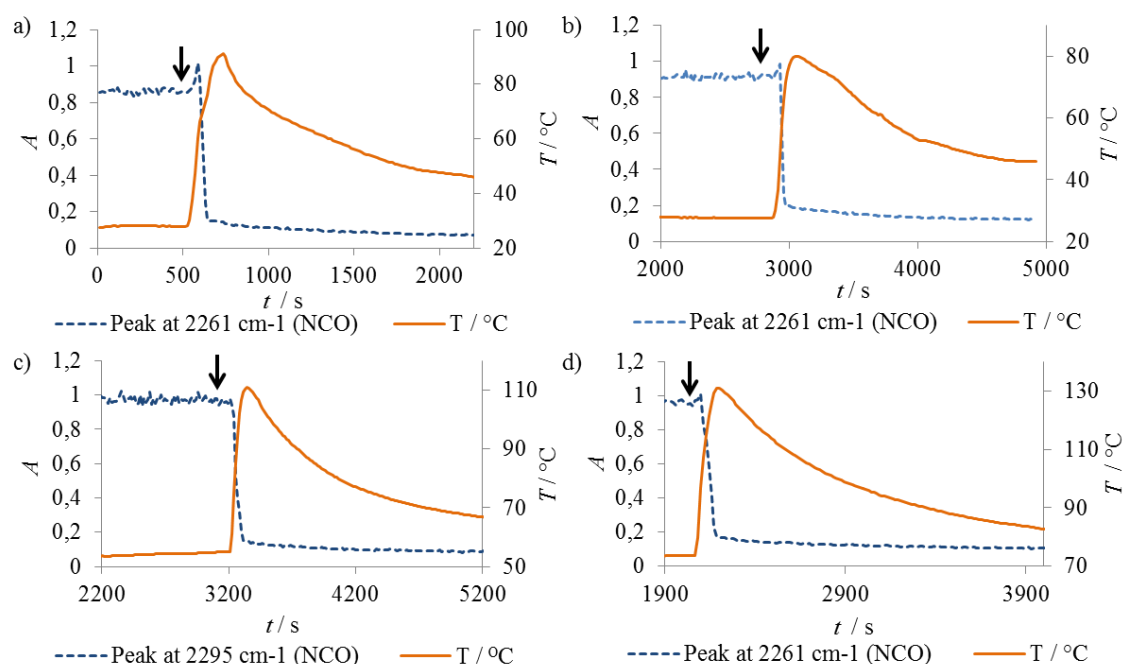 a)
1,2
1
0,8
0,6
0,4
0,2
0
A
100
80
60
40
20
T / °C
0 500 1000 1500 2000
t / s
Peak at 2261 cm-1 (NCO) T / °C
b)
1,2
1
0,8
0,6
0,4
0,2
0
A
80
60
40
20
T / °C
2000 3000 4000 5000
t / s
Peak at 2261 cm-1 (NCO) T / °C
c)
1,2
1
0,8
0,6
0,4
0,2
0
A
110
90
70
50
T / °C
2200 3200 4200 5200
t / s
Peak at 2295 cm-1 (NCO) T / °C
d)
1,2
1
0,8
0,6
0,4
0,2
0
A
130
110
90
70
T / °C
1900 2900 3900
t / s
Peak at 2261 cm-1 (NCO) T / °C